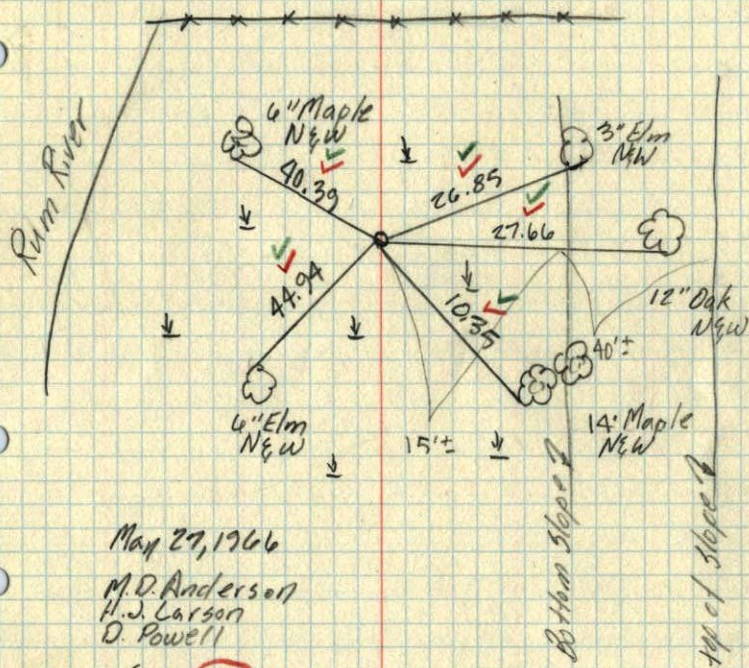 Rum River
6" Maple
N&W
40.39
3" Elm
N&W
26.85
27.66
12" Oak
N&W
44.94
10.35
40'±
6" Elm
N&W
15'±
14" Maple
N&W
Bottom Slope
Top of Slope
May 27, 1966
M.D. Anderson
H.J. Larson
D. Powell